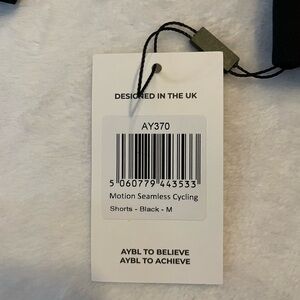 DESIGNED IN THE UK
AY370
5 060779 443533
Motion Seamless Cycling
Shorts - Black - M
AYBL TO BELIEVE
AYBL TO ACHIEVE